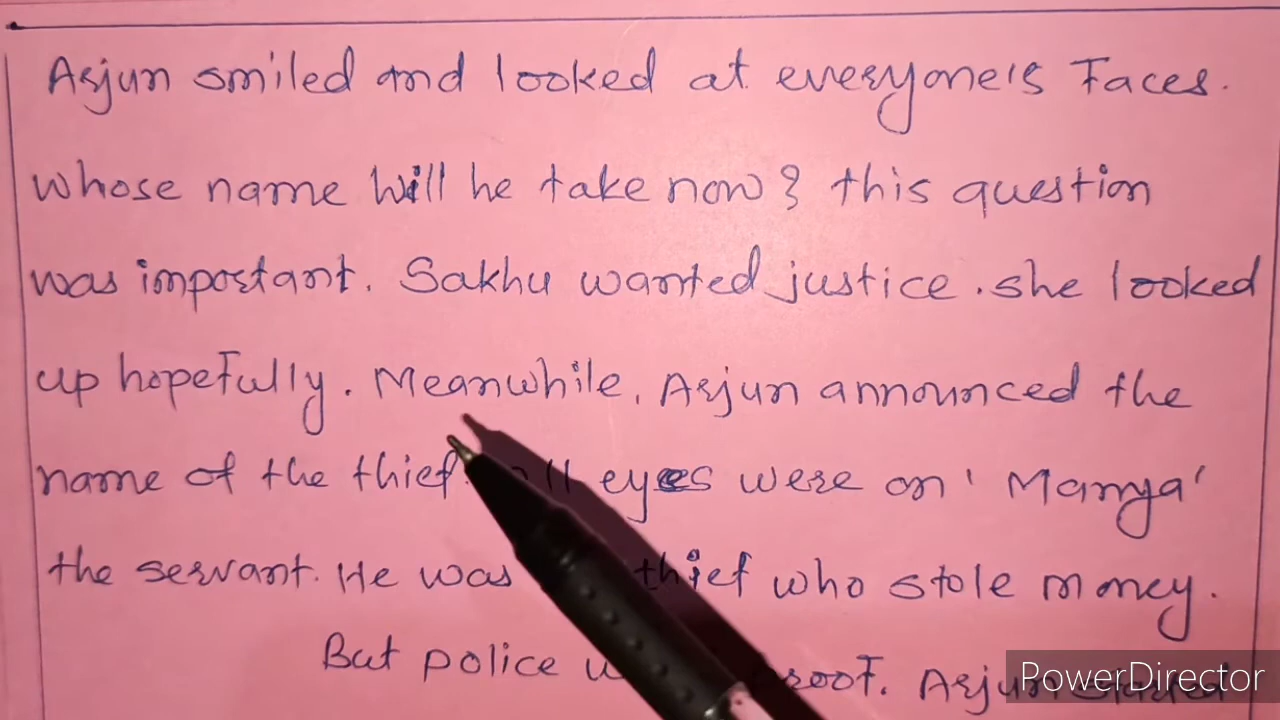 Arjun smiled and looked at everyone's Faces.
whose name will he take now? this question
was important. Sakhu wanted justice. she looked
up hopefully. Meanwhile, Arjun announced the
name of the thief. eyes were on 'Manya'
the servant. He was thief who stole money.
But police Arjun
PowerDirector